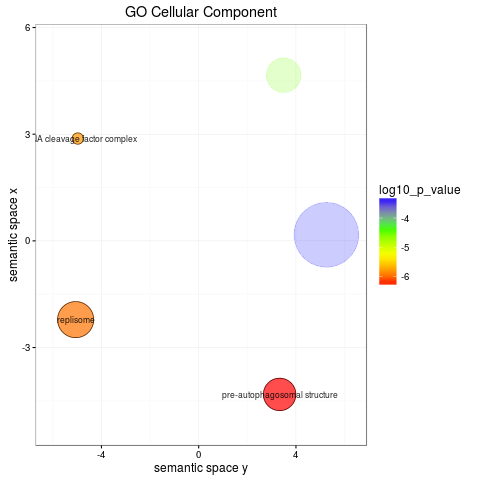 GO Cellular Component
6
3
0
-3
semantic space x
IA cleavage factor complex
replisome
pre-autophagosomal structure
-4
0
4
semantic space y
log10_p_value
-4
-5
-6